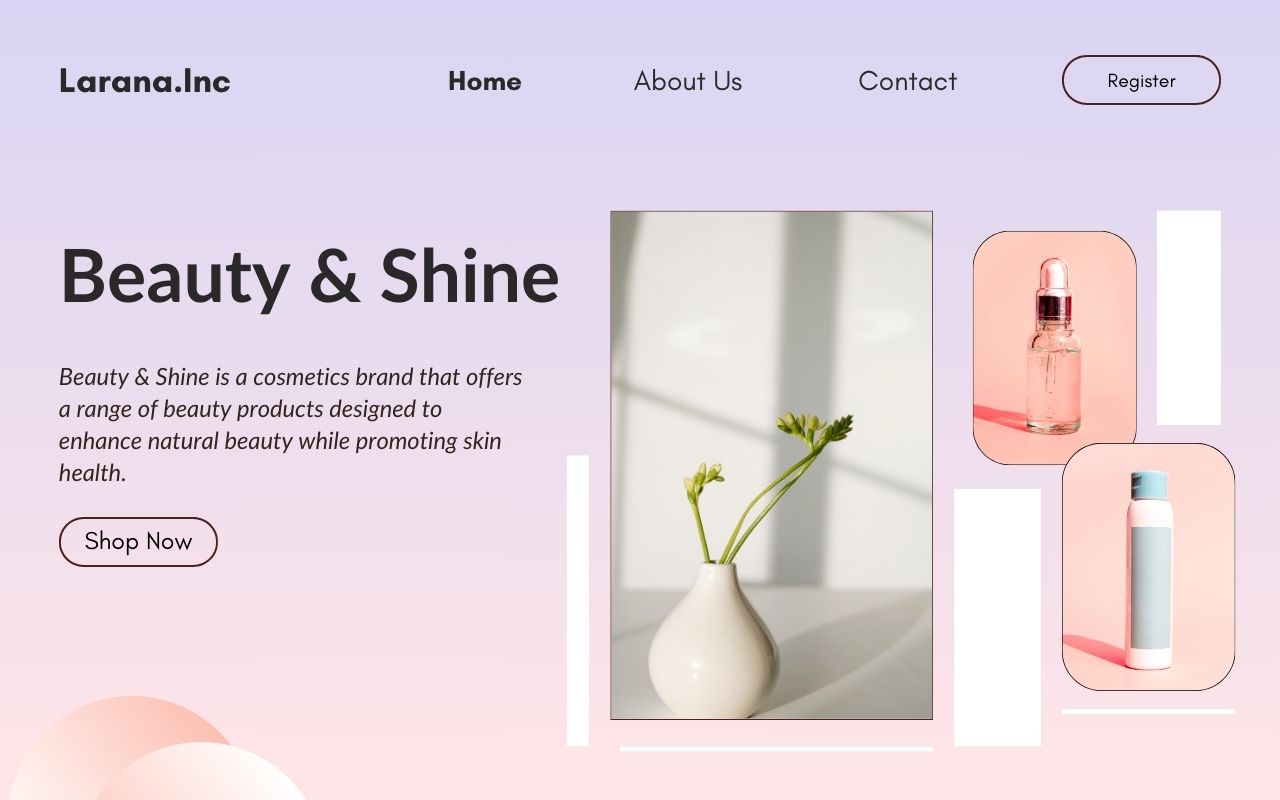 Larana.Inc
Home
About Us
Contact
Register
Beauty & Shine
Beauty & Shine is a cosmetics brand that offers
a range of beauty products designed to
enhance natural beauty while promoting skin
health.
Shop Now